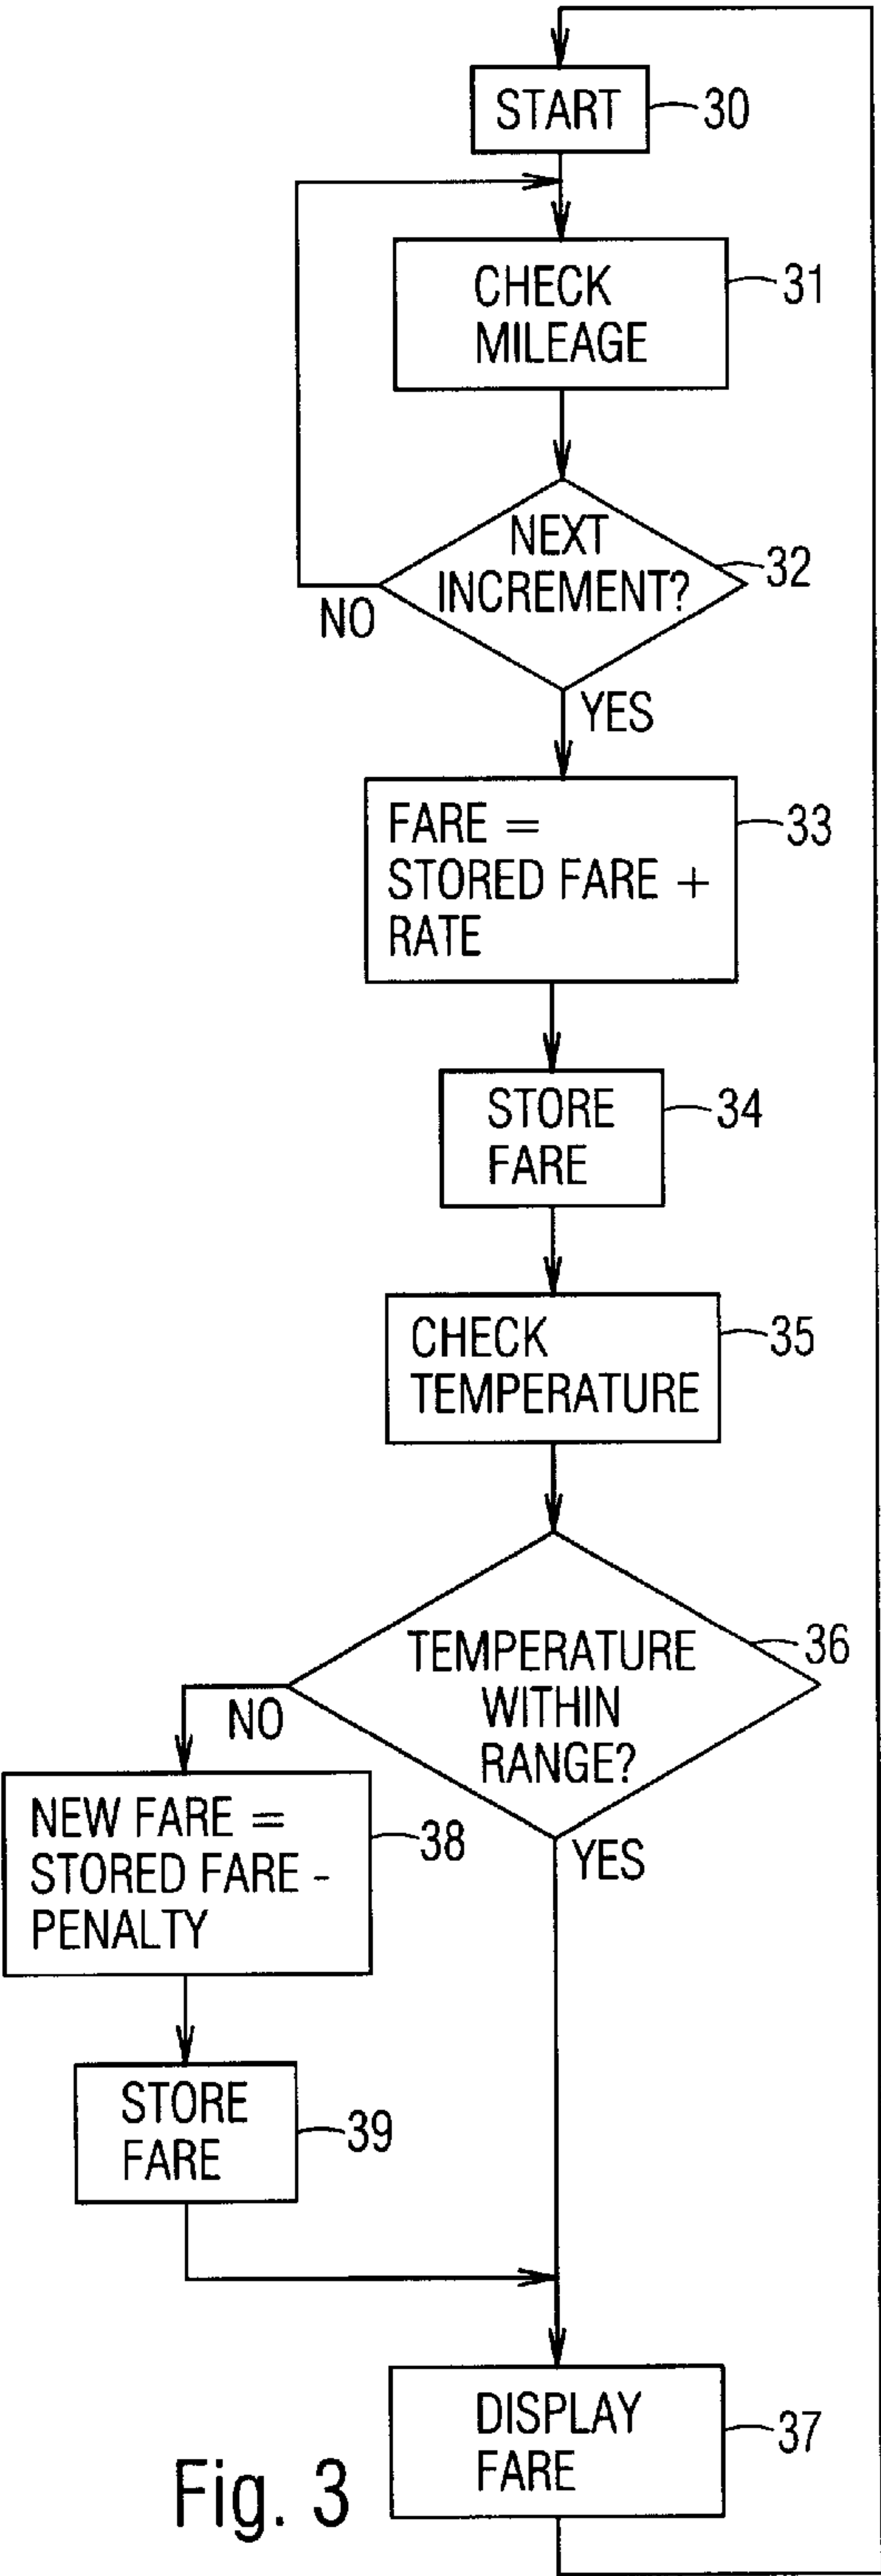 START
30
CHECK
MILEAGE
31
NEXT
INCREMENT?
32
NO
YES
FARE =
STORED FARE +
RATE
33
STORE
FARE
34
CHECK
TEMPERATURE
35
TEMPERATURE
WITHIN
RANGE?
36
NO
YES
NEW FARE =
STORED FARE -
PENALTY
38
STORE
FARE
39
DISPLAY
FARE
37
Fig. 3